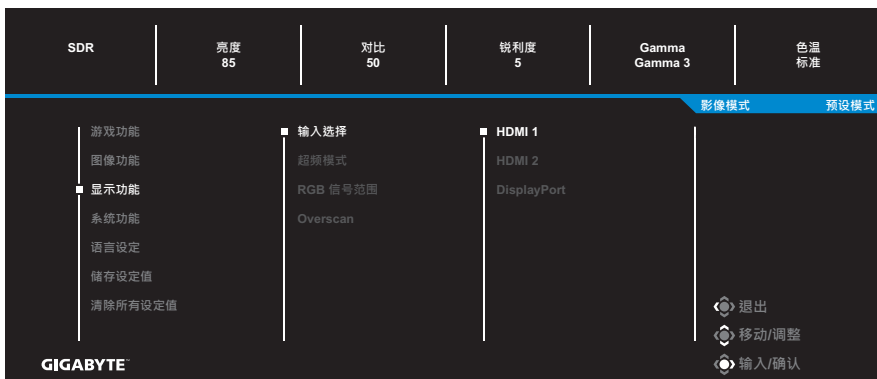 SDR
亮度
85
对比
50
锐利度
5
Gamma
Gamma 3
色温
标准
影像模式 预设模式
游戏功能
图像功能
显示功能
系统功能
语言设定
储存设定值
清除所有设定值
输入选择
超频模式
RGB 信号范围
Overscan
HDMI 1
HDMI 2
DisplayPort
退出
移动/调整
输入/确认
GIGABYTE™